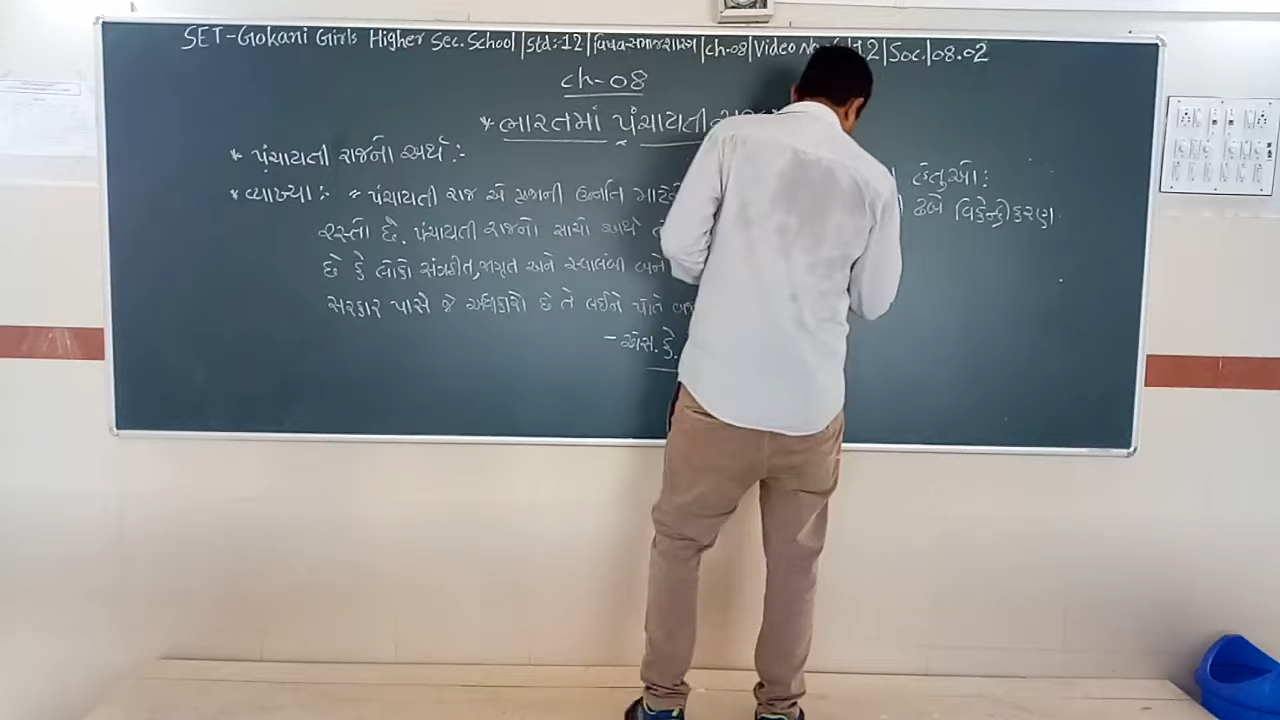 SET-Gokani Girls Higher Sec. School | Std:-12 | વિષય-સમાજશાસ્ત્ર | ch-08 | Video No 2 | Soc. | 08.02
ch-08
* ભારતમાં પંચાયતી
* પંચાયતી રાજનો અર્થ :-
* વ્યાખ્યા :- " પંચાયતી રાજ એ પ્રજાની ઉન્નતિ માટેનો
રસ્તો છે. પંચાયતી રાજનો સાચો અર્થ તો
છે કે લોકો સંગઠીત, જાગૃત અને સ્વાલંબી બને
સરકાર પાસે જે અધિકારો છે તે લઈને પોતે
- એસ. કે.
હેતુઓ :
ઢબે વિકેન્દ્રીકરણ